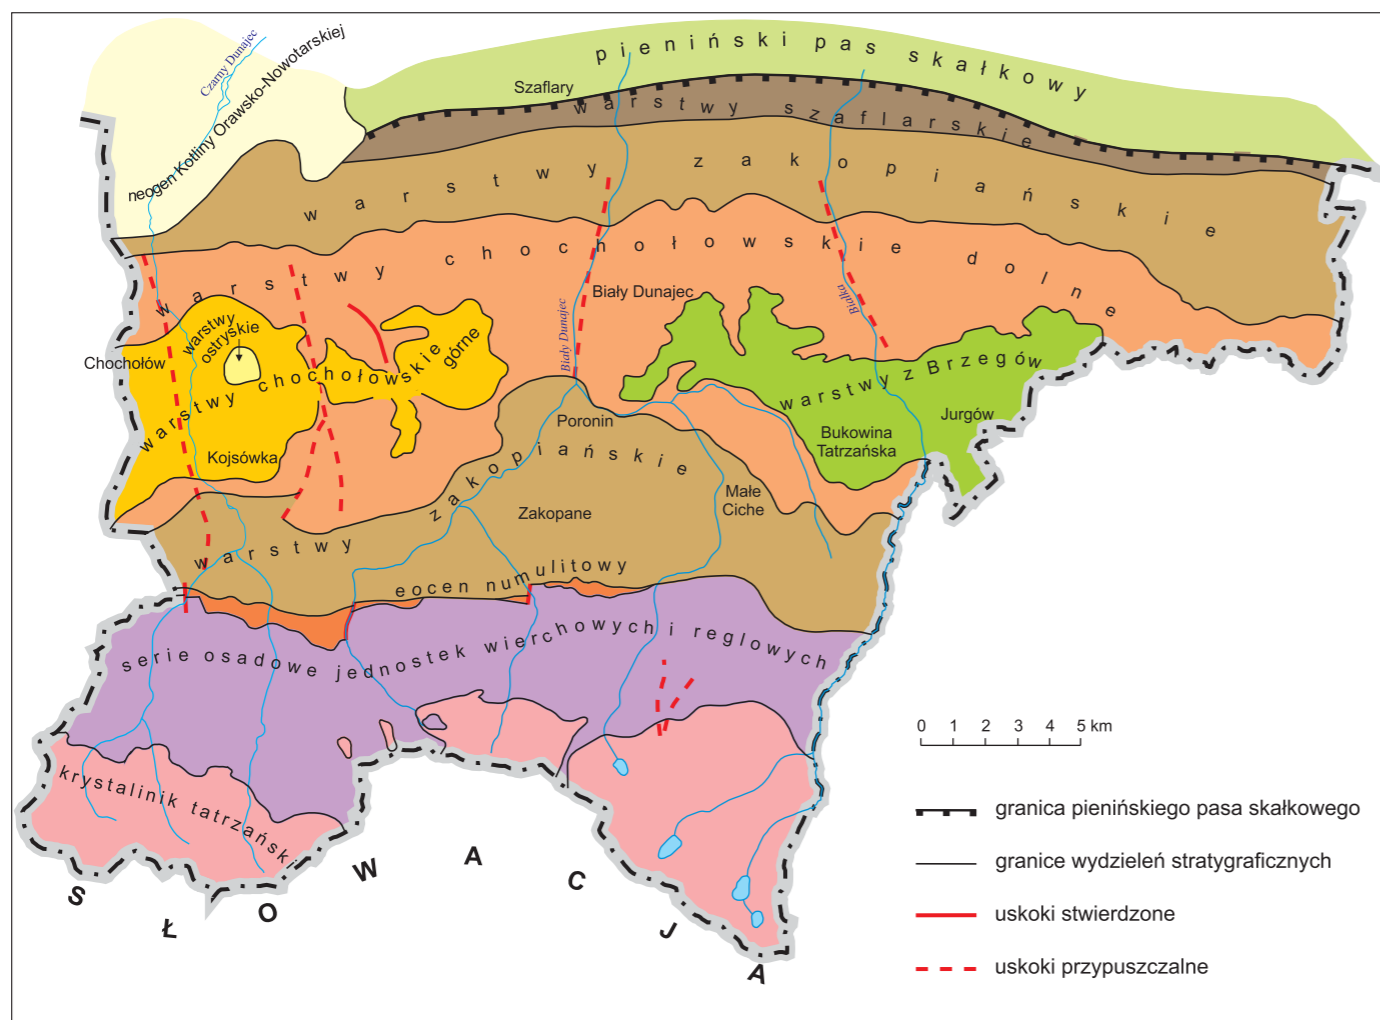 pieniński pas skałkowy
Czarny Dunajec
neogen Kotliny Orawsko-Nowotarskiej
Szaflary
warstwy szaflarskie
warstwy zakopiańskie
warstwy chochołowskie dolne
Biały Dunajec
Biały Dunajec
Białka
warstwy
ostryskie
Chochołów
warstwy chochołowskie górne
warstwy z Brzegów
Jurgów
Poronin
Bukowina
Tatrzańska
Kojsówka
Małe
Ciche
Zakopane
warstwy zakopiańskie
eocen numulitowy
serie osadowe jednostek wierchowych i reglowych
krystalinik tatrzański
SŁOWACJA
0 1 2 3 4 5 km
granica pienińskiego pasa skałkowego
granice wydzieleń stratygraficznych
uskoki stwierdzone
uskoki przypuszczalne